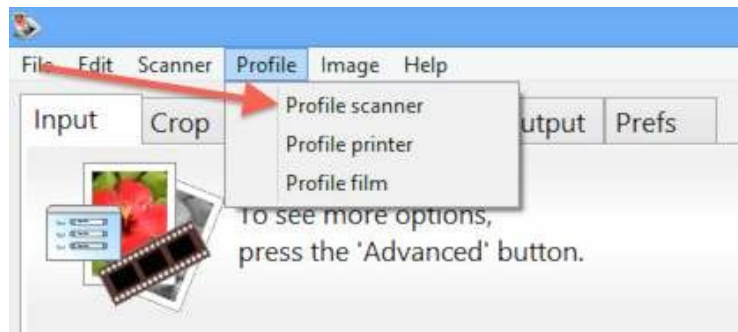 File Edit Scanner Profile Image Help
Profile scanner
Input Crop utput Prefs
Profile printer
Profile film
To see more options,
press the 'Advanced' button.